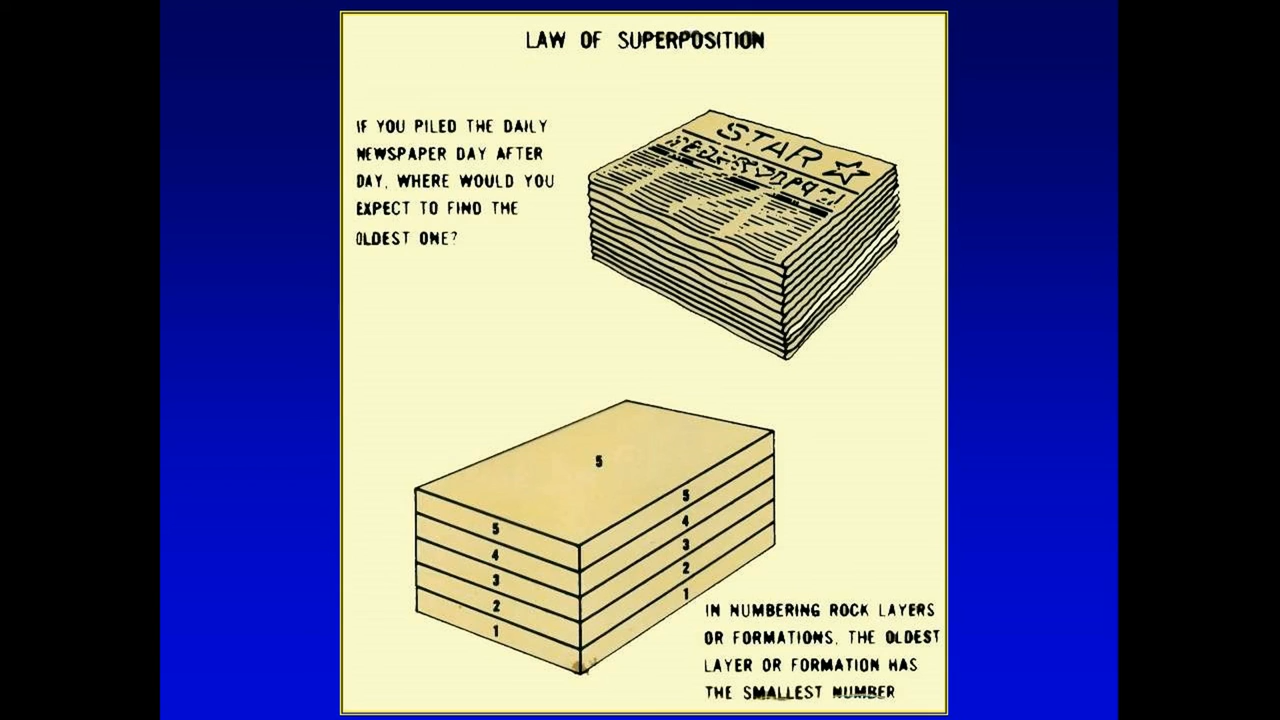 LAW OF SUPERPOSITION
IF YOU PILED THE DAILY
NEWSPAPER DAY AFTER
DAY, WHERE WOULD YOU
EXPECT TO FIND THE
OLDEST ONE?
STAR
5
5
4
3
2
1
5
4
3
2
1
IN NUMBERING ROCK LAYERS
OR FORMATIONS, THE OLDEST
LAYER OR FORMATION HAS
THE SMALLEST NUMBER